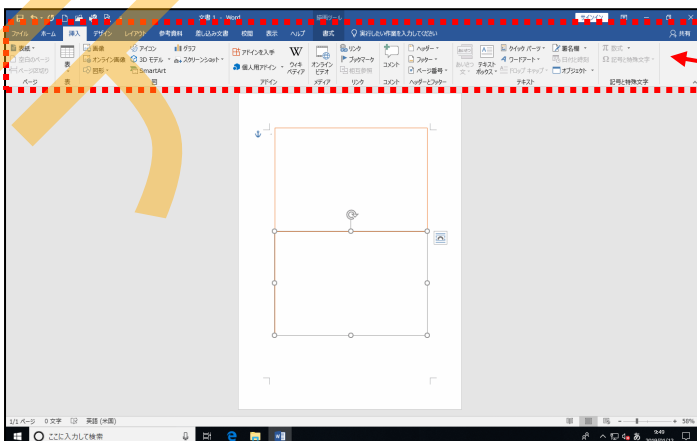 文書 1 - Word
描画ツール
サインイン
ファイル ホーム 挿入 デザイン レイアウト 参考資料 差し込み文書 校閲 表示 ヘルプ 書式 実行したい作業を入力してください 共有
表紙 画像 アイコン グラフ アドインを入手 リンク ヘッダー クイック パーツ 署名欄 数式
空白のページ オンライン画像 3D モデル スクリーンショット ブックマーク フッター ワードアート 日付と時刻 記号と特殊文字
ページ区切り 表 図形 SmartArt 個人用アドイン ウィキペディア オンラインビデオ 相互参照 コメント ページ番号 あいさつ文 テキストボックス ドロップ キャップ オブジェクト
ページ 表 図 アドイン メディア リンク コメント ヘッダーとフッター テキスト 記号と特殊文字
1/1 ページ 0 文字 英語 (米国) 58%
ここに入力して検索
9:49